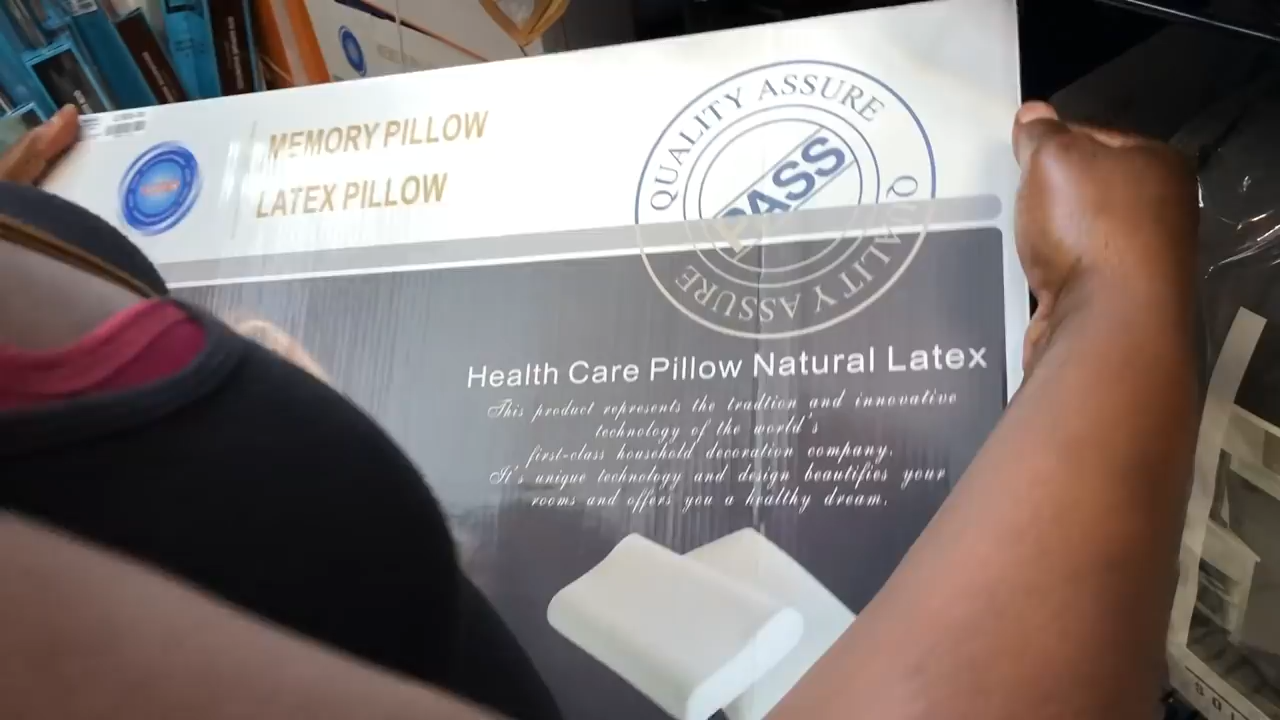 MEMORY PILLOW
LATEX PILLOW
QUALITY ASSURE
PASS
QUALITY ASSURE
Health Care Pillow Natural Latex
This product represents the tradtion and innovative
technology of the world's
first-class household decoration company.
It's unique technology and design beautifies your
rooms and offers you a healthy dream.